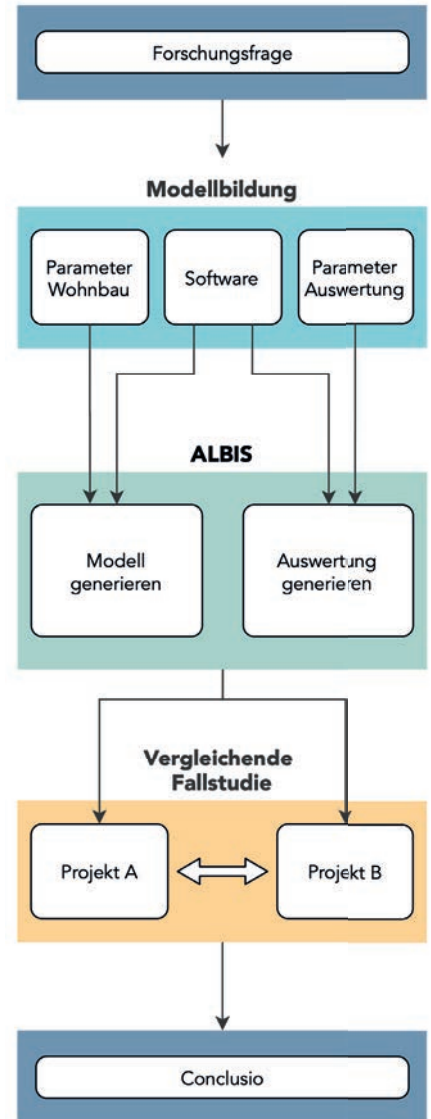 Forschungsfrage
Modellbildung
Parameter
Wohnbau
Software
Parameter
Auswertung
ALBIS
Modell
generieren
Auswertung
generieren
Vergleichende
Fallstudie
Projekt A
Projekt B
Conclusio